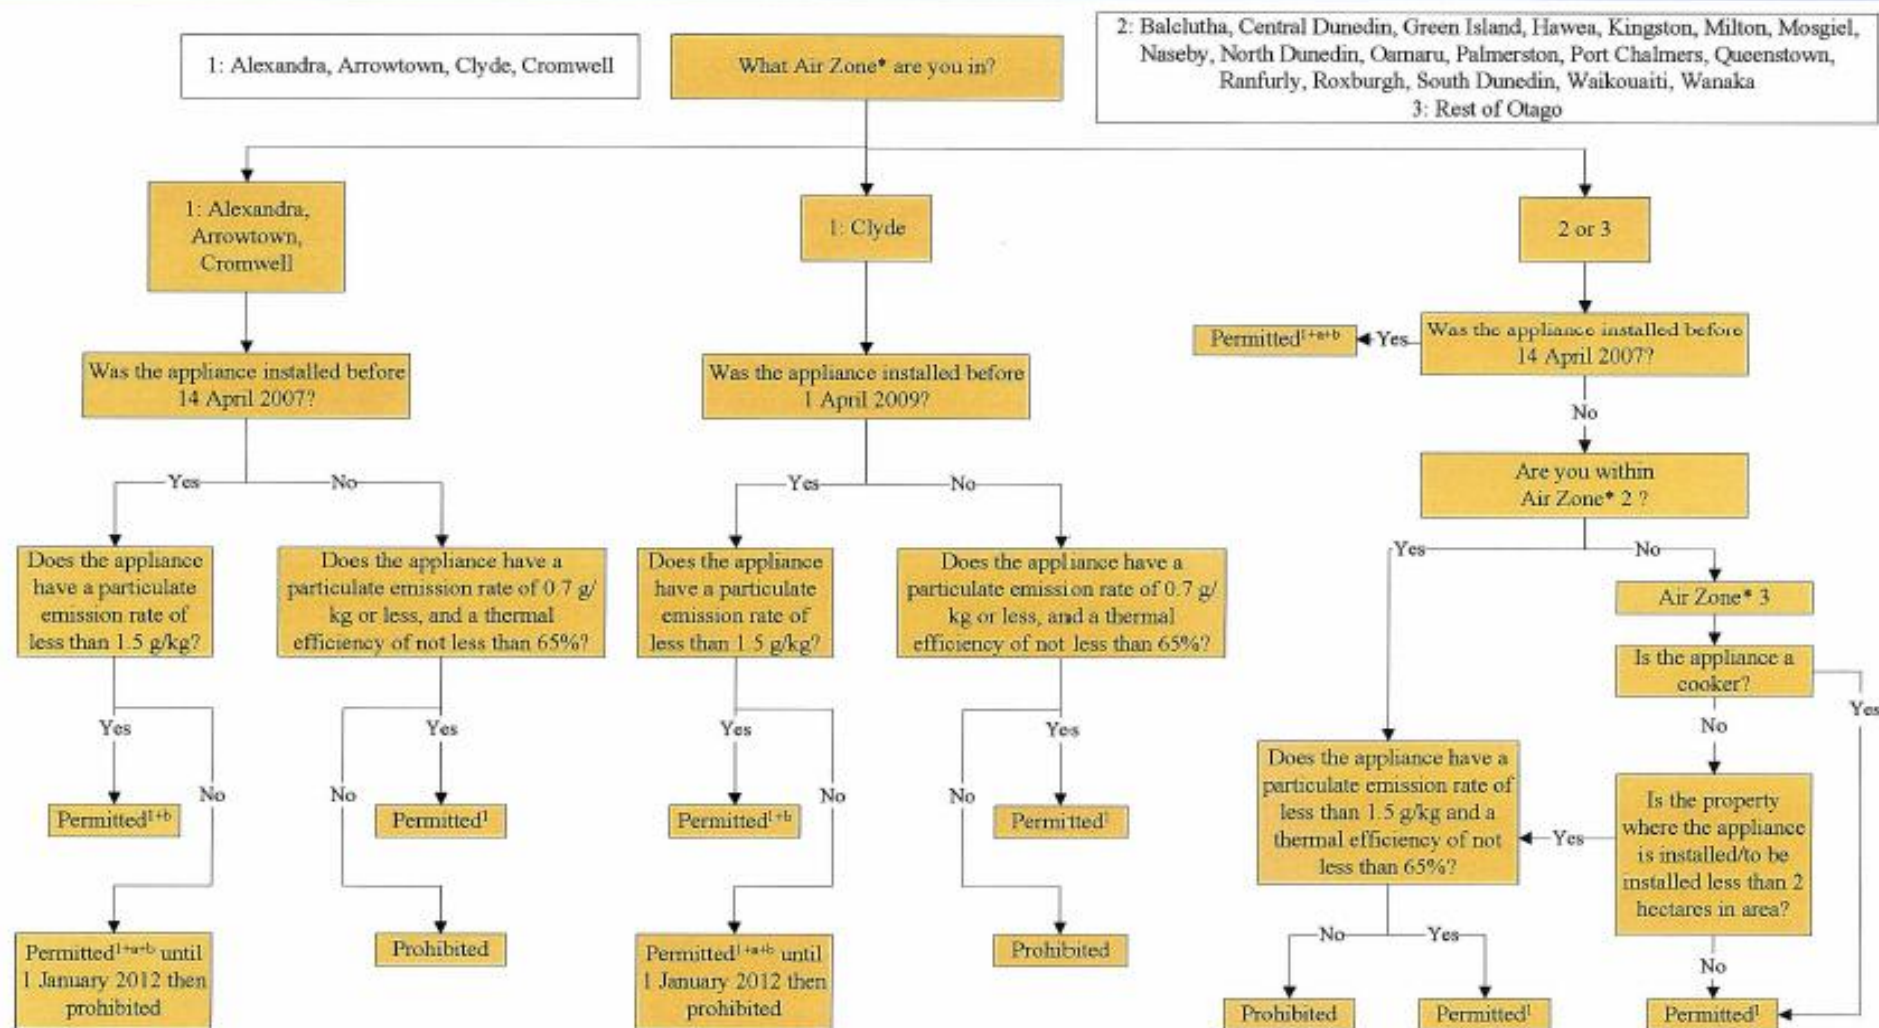 1: Alexandra, Arrowtown, Clyde, Cromwell
What Air Zone* are you in?
2: Balclutha, Central Dunedin, Green Island, Hawea, Kingston, Milton, Mosgiel,
Naseby, North Dunedin, Oamaru, Palmerston, Port Chalmers, Queenstown,
Ranfurly, Roxburgh, South Dunedin, Waikouaiti, Wanaka
3: Rest of Otago
1: Alexandra,
Arrowtown,
Cromwell
1: Clyde
2 or 3
Was the appliance installed before
14 April 2007?
Was the appliance installed before
1 April 2009?
Permitted¹⁺ᵃ⁺ᵇ
Yes
Was the appliance installed before
14 April 2007?
No
Are you within
Air Zone* 2 ?
Yes
No
Yes
No
Yes
No
Does the appliance
have a particulate
emission rate of
less than 1.5 g/kg?
Does the appliance have a
particulate emission rate of 0.7 g/
kg or less, and a thermal
efficiency of not less than 65%?
Does the appliance
have a particulate
emission rate of
less than 1.5 g/kg?
Does the appliance have a
particulate emission rate of 0.7 g/
kg or less, and a thermal
efficiency of not less than 65%?
Air Zone* 3
Is the appliance a
cooker?
Yes
No
Yes
No
Yes
No
Yes
No
Yes
No
Permitted¹⁺ᵇ
Permitted¹
Permitted¹⁺ᵇ
Permitted¹
Does the appliance have a
particulate emission rate of
less than 1.5 g/kg and a
thermal efficiency of not
less than 65%?
Yes
Is the property
where the appliance
is installed/to be
installed less than 2
hectares in area?
Permitted¹⁺ᵃ⁺ᵇ until
1 January 2012 then
prohibited
Prohibited
Permitted¹⁺ᵃ⁺ᵇ until
1 January 2012 then
prohibited
Prohibited
No
Yes
No
Prohibited
Permitted¹
Permitted¹